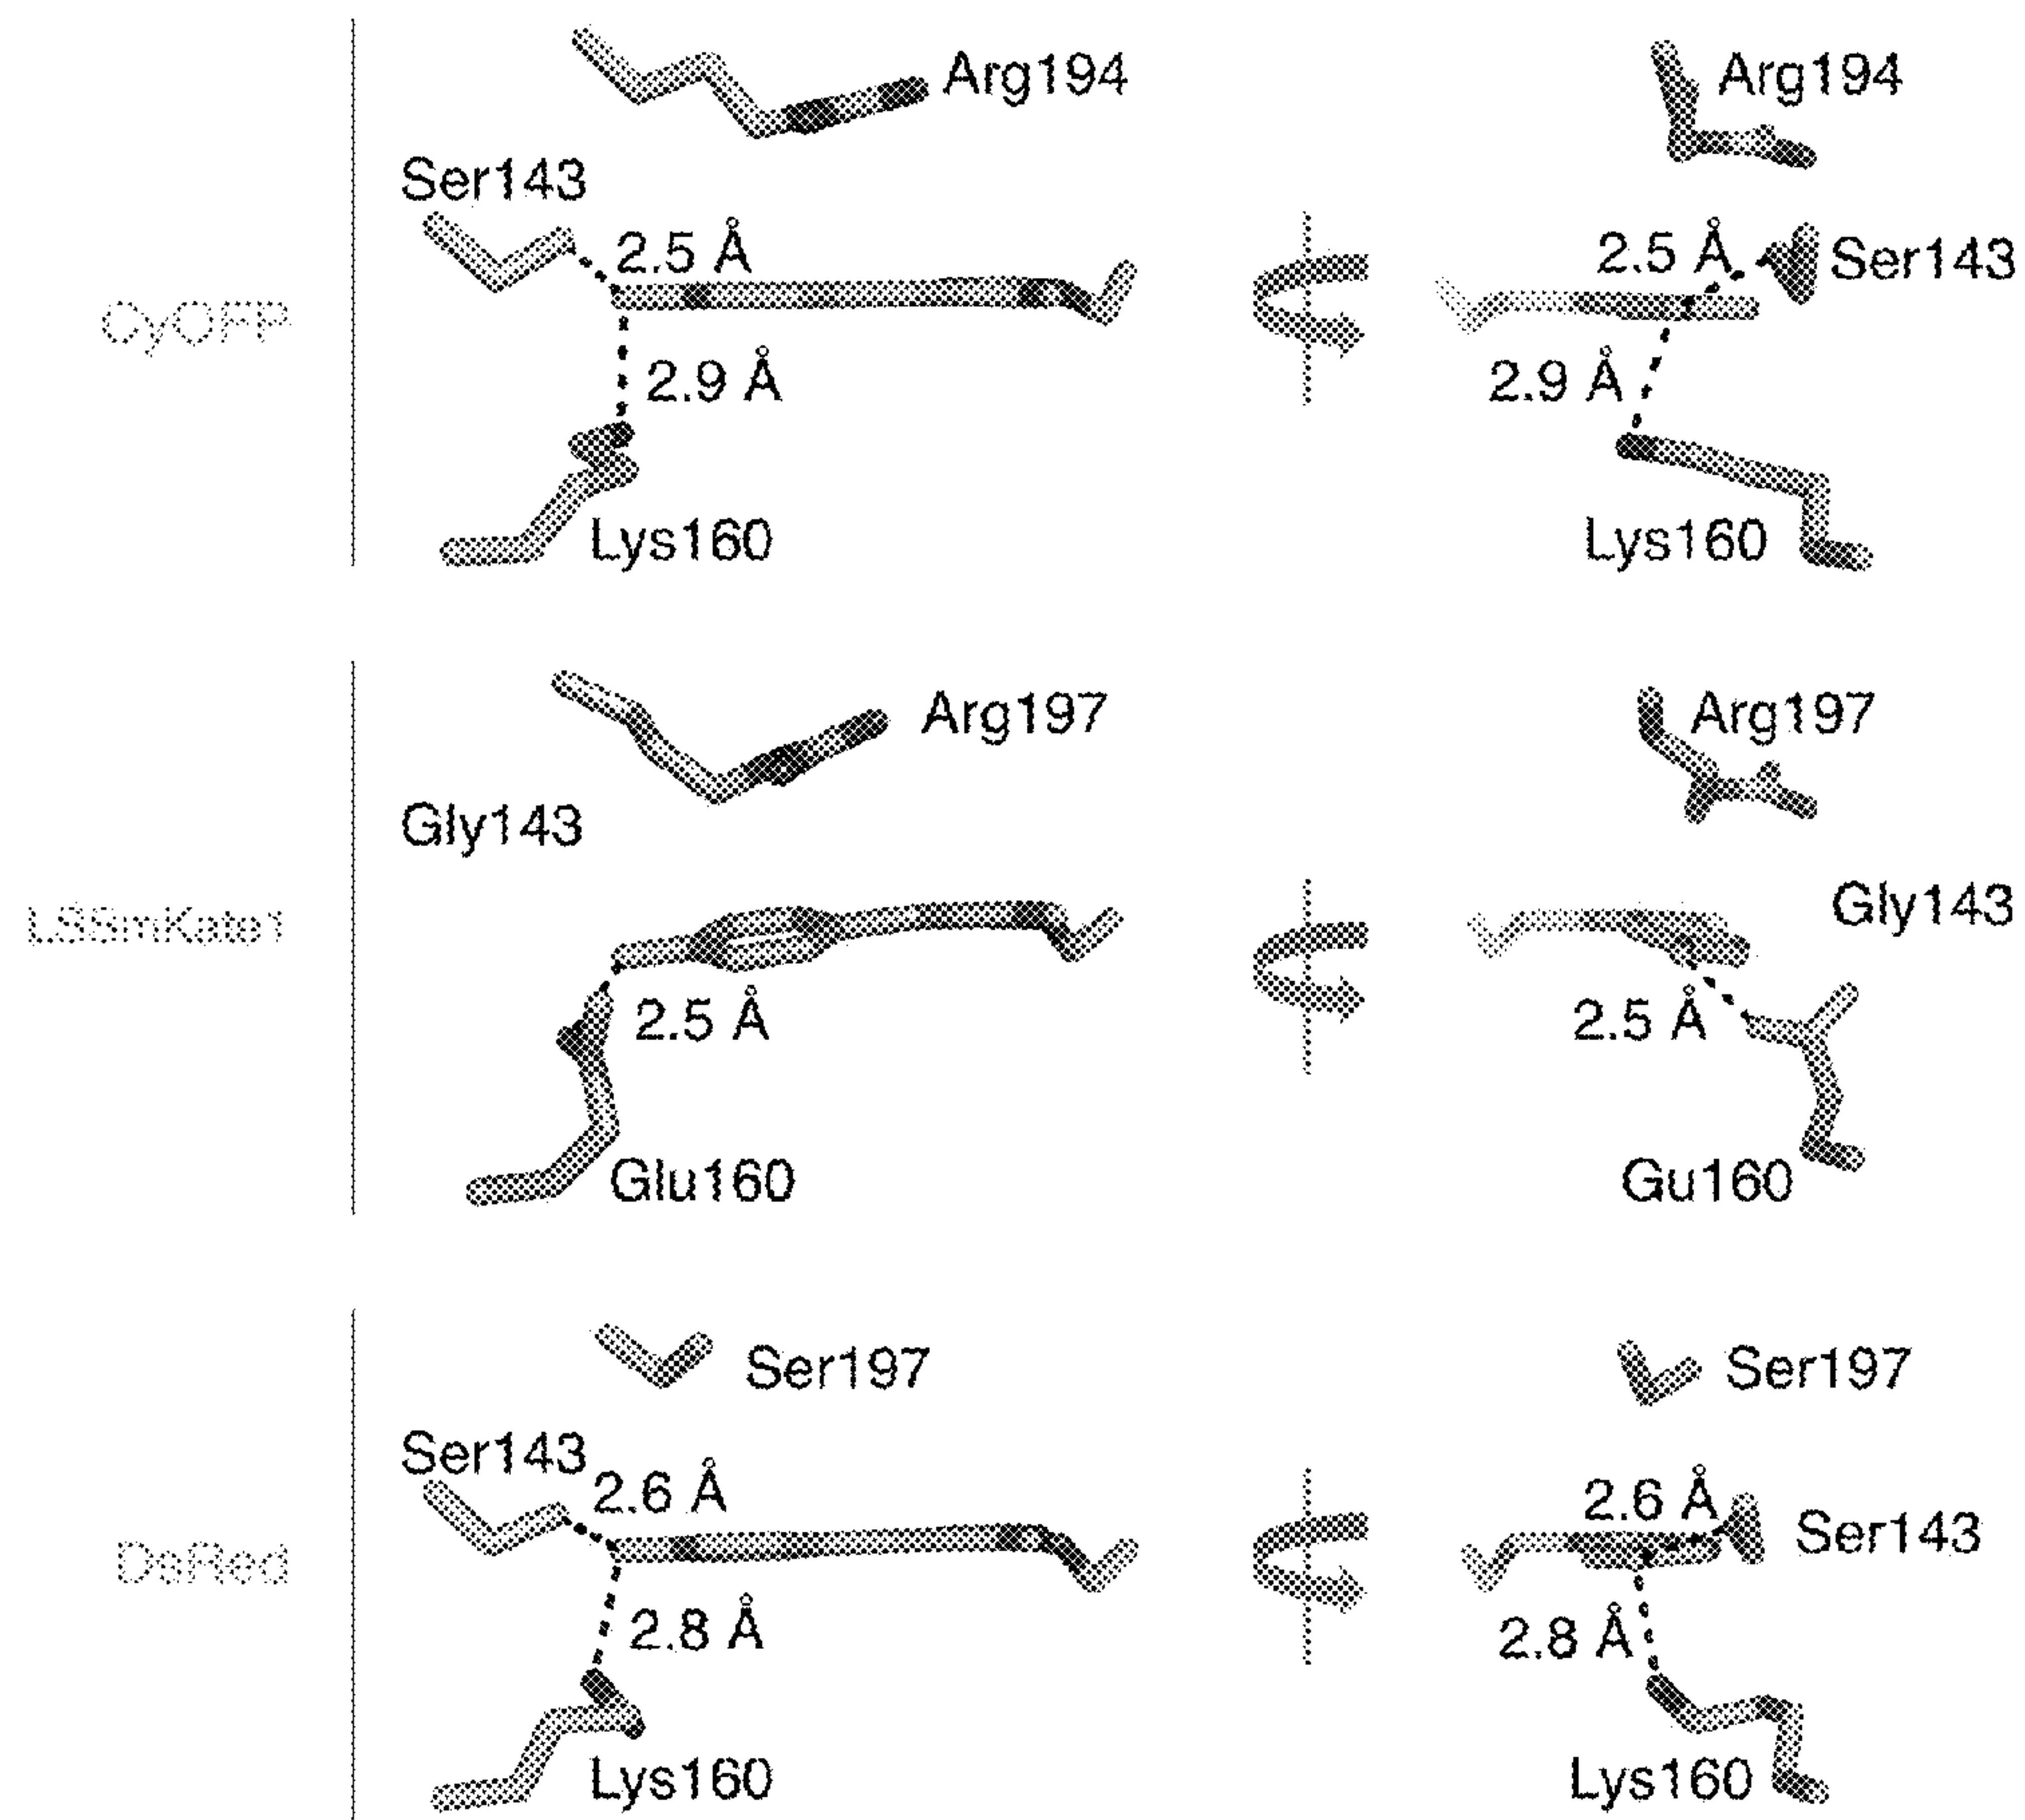 Arg194
Arg194
Ser143
2.5 Å
2.5 Å
Ser143
CyOFP
2.9 Å
2.9 Å
Lys160
Lys160
Arg197
Arg197
Gly143
Gly143
LSSmKate1
2.5 Å
2.5 Å
Glu160
Gu160
Ser197
Ser197
Ser143
2.6 Å
2.6 Å
Ser143
DsRed
2.8 Å
2.8 Å
Lys160
Lys160